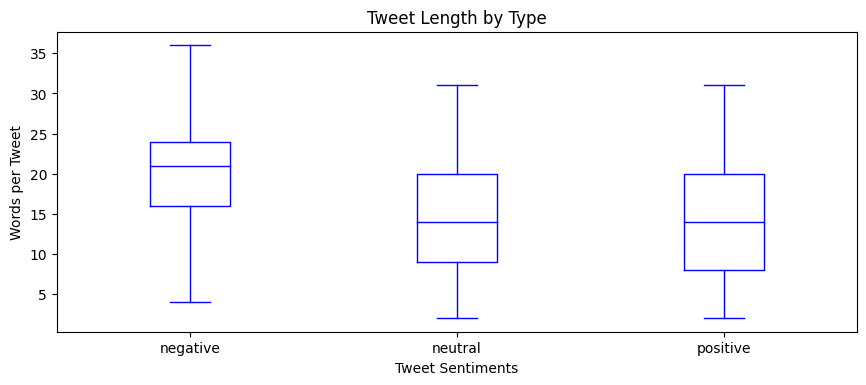 Tweet Length by Type
Words per Tweet
35
30
25
20
15
10
5
negative neutral positive
Tweet Sentiments